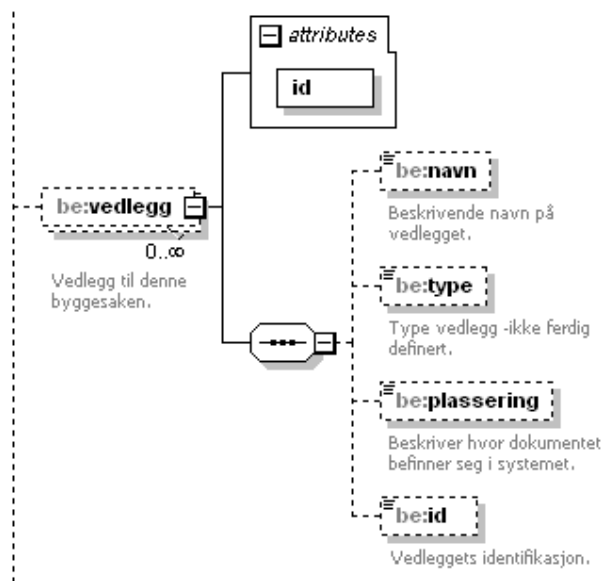 attributes
id
be:vedlegg
0..∞
Vedlegg til denne
byggesaken.
be:navn
Beskrivende navn på
vedlegget.
be:type
Type vedlegg -ikke ferdig
definert.
be:plassering
Beskriver hvor dokumentet
befinner seg i systemet.
be:id
Vedleggets identifikasjon.